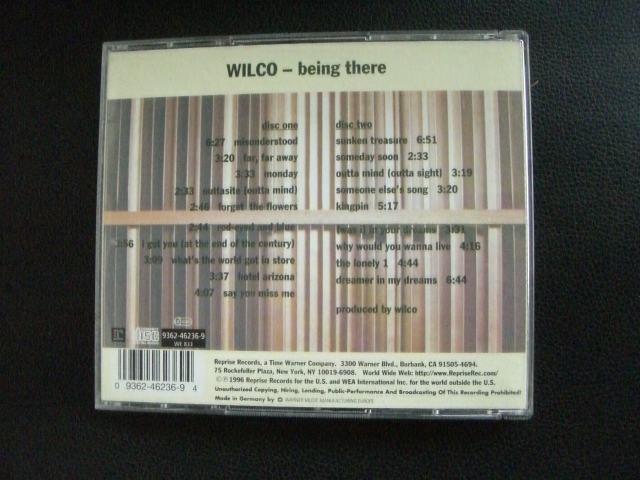 WILCO – being there
disc one
6:27 misunderstood
3:20 far, far away
3:33 monday
2:33 outtasite (outta mind)
2:46 forget the flowers
2:44 red-eyed and blue
3:56 i got you (at the end of the century)
3:09 what's the world got in store
3:37 hotel arizona
4:07 say you miss me
disc two
sunken treasure 6:51
someday soon 2:33
outta mind (outta sight) 3:19
someone else's song 3:20
kingpin 5:17
(was i) in your dreams 3:31
why would you wanna live 4:16
the lonely 1 4:44
dreamer in my dreams 6:44
produced by wilco
9362-46236-9
WE 833
0 9362-46236-9 4
Reprise Records, a Time Warner Company. 3300 Warner Blvd., Burbank, CA 91505-4694.
75 Rockefeller Plaza, New York, NY 10019-6908. World Wide Web: http://www.RepriseRec.com/
©℗1996 Reprise Records for the U.S. and WEA International Inc. for the world outside the U.S.
Unauthorized Copying, Hiring, Lending, Public-Performance And Broadcasting Of This Recording Prohibited!
Made in Germany by WARNER MUSIC MANUFACTURING EUROPE